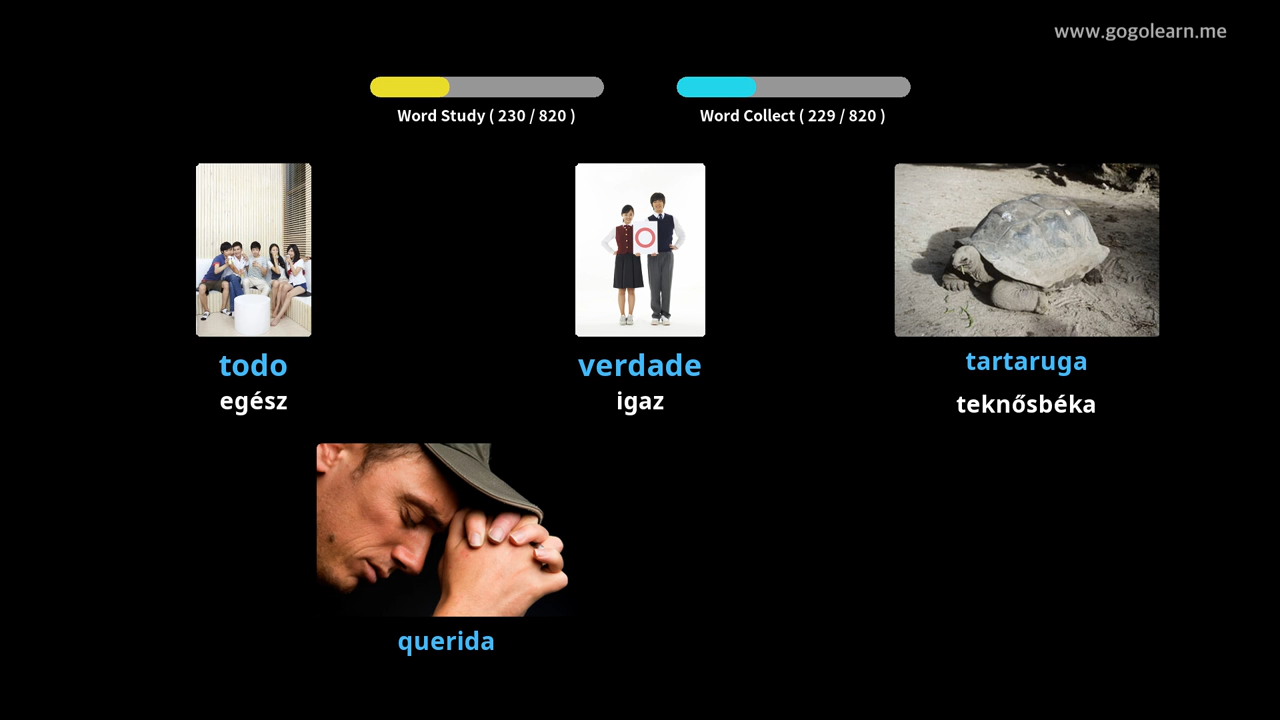 www.gogolearn.me
Word Study ( 230 / 820 )
Word Collect ( 229 / 820 )
todo
egész
verdade
igaz
tartaruga
teknősbéka
querida